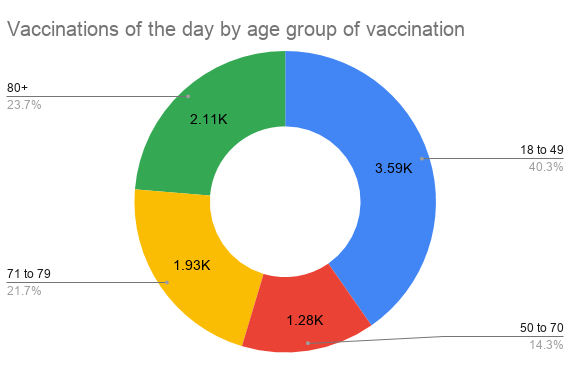 Vaccinations of the day by age group of vaccination
80+
23.7%
2.11K
3.59K
18 to 49
40.3%
71 to 79
21.7%
1.93K
1.28K
50 to 70
14.3%